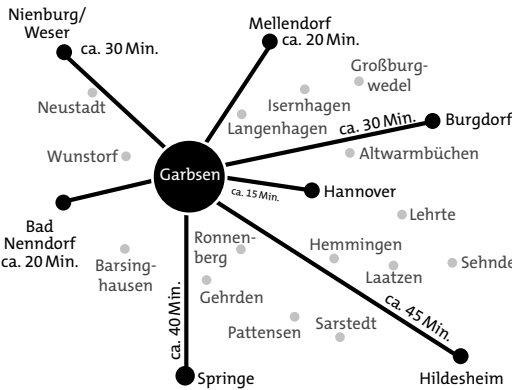 Nienburg/
Weser
ca. 30 Min.
Mellendorf
ca. 20 Min.
Großburg-
wedel
Neustadt
Isernhagen
Langenhagen
ca. 30 Min.
Burgdorf
Wunstorf
Altwarmbüchen
Garbsen
ca. 15 Min.
Hannover
Lehrte
Bad
Nenndorf
ca. 20 Min.
Ronnen-
berg
Hemmingen
Barsing-
hausen
Laatzen
Sehnde
Gehrden
ca. 40 Min.
ca. 45 Min.
Pattensen
Sarstedt
Springe
Hildesheim